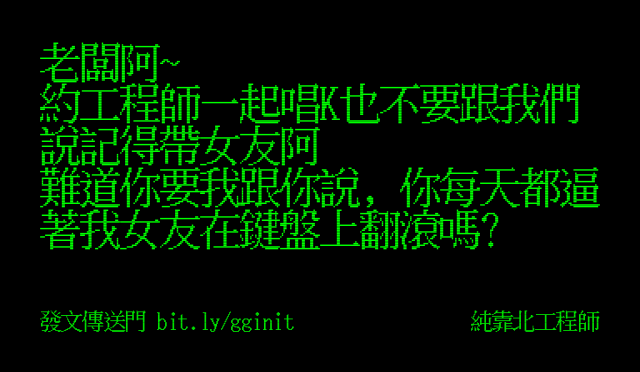 老闆阿~
約工程師一起唱K也不要跟我們
說記得帶女友阿
難道你要我跟你說，你每天都逼
著我女友在鍵盤上翻滾嗎?
發文傳送門 bit.ly/gginit
純靠北工程師